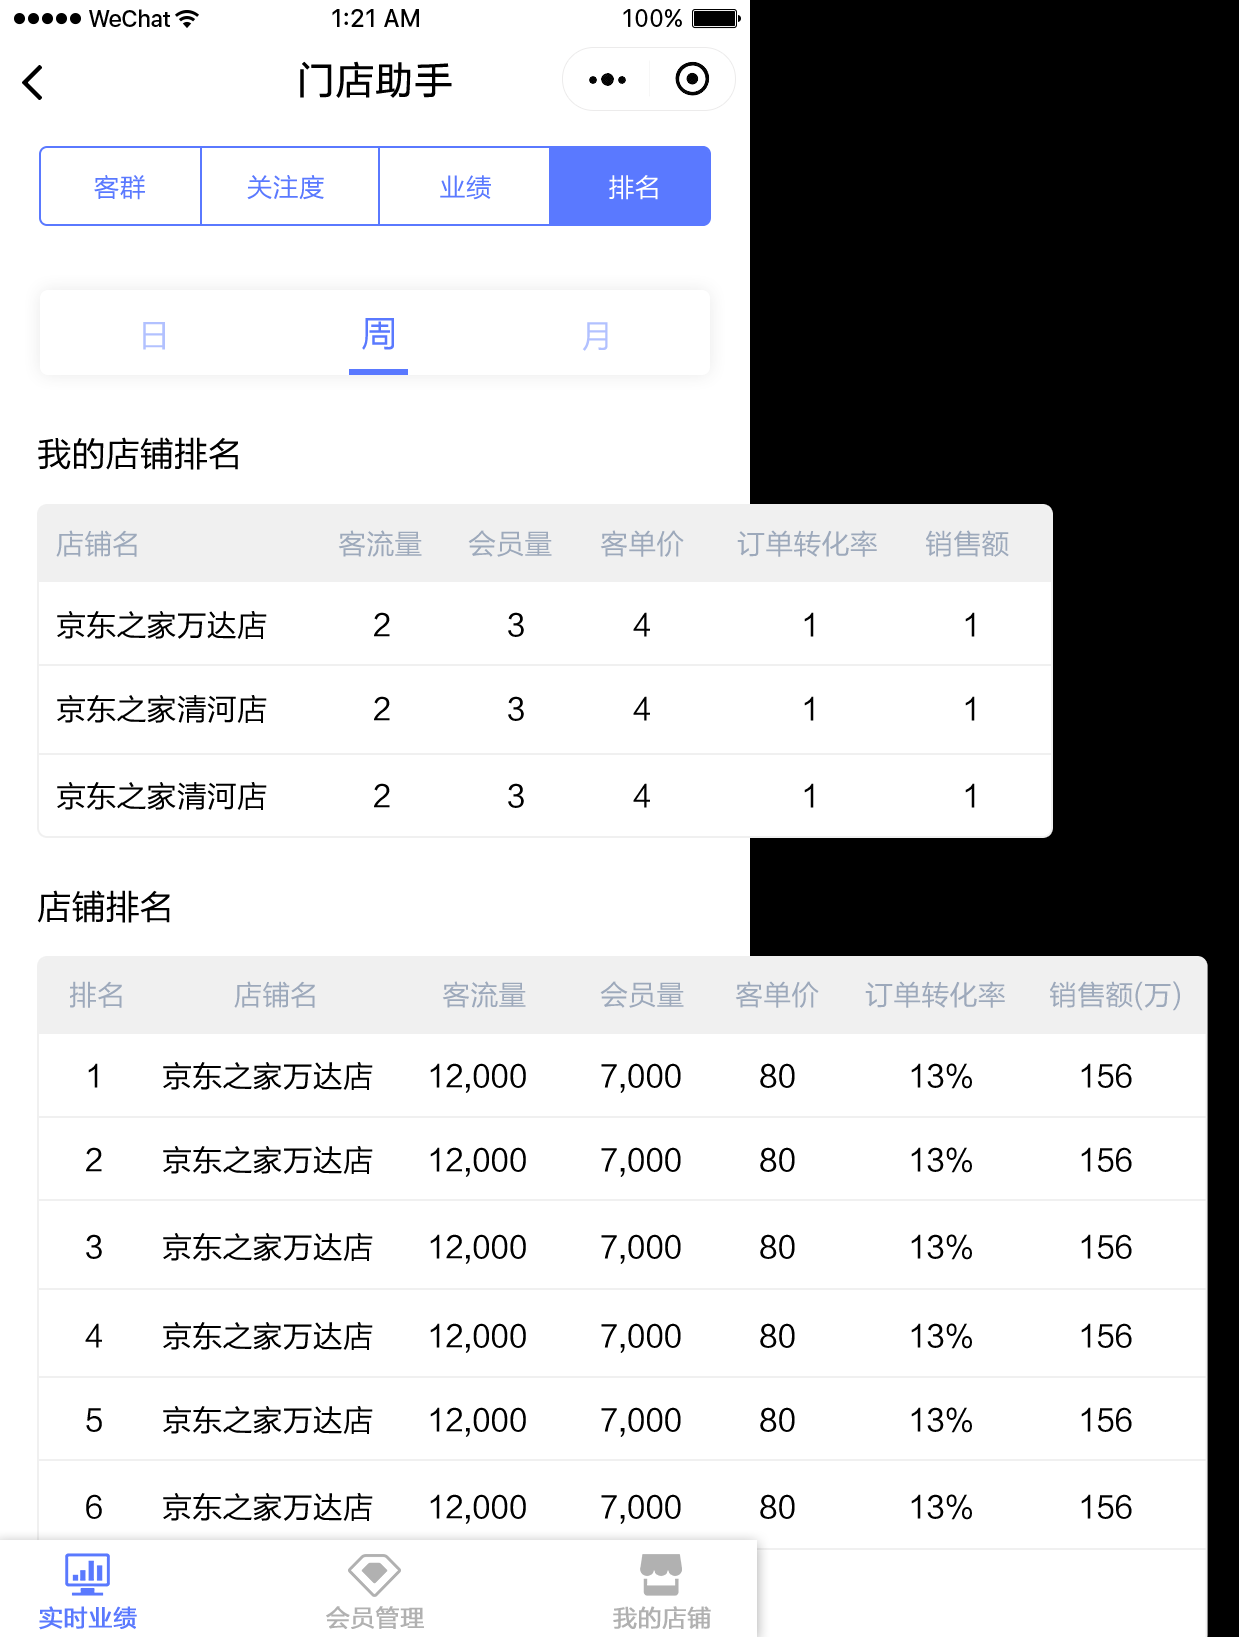 WeChat 1:21 AM 100%
门店助手
客群 关注度 业绩 排名
日 周 月
我的店铺排名
店铺名 客流量 会员量 客单价 订单转化率 销售额
京东之家万达店 2 3 4 1 1
京东之家清河店 2 3 4 1 1
京东之家清河店 2 3 4 1 1
店铺排名
排名 店铺名 客流量 会员量 客单价 订单转化率 销售额(万)
1 京东之家万达店 12,000 7,000 80 13% 156
2 京东之家万达店 12,000 7,000 80 13% 156
3 京东之家万达店 12,000 7,000 80 13% 156
4 京东之家万达店 12,000 7,000 80 13% 156
5 京东之家万达店 12,000 7,000 80 13% 156
6 京东之家万达店 12,000 7,000 80 13% 156
实时业绩 会员管理 我的店铺